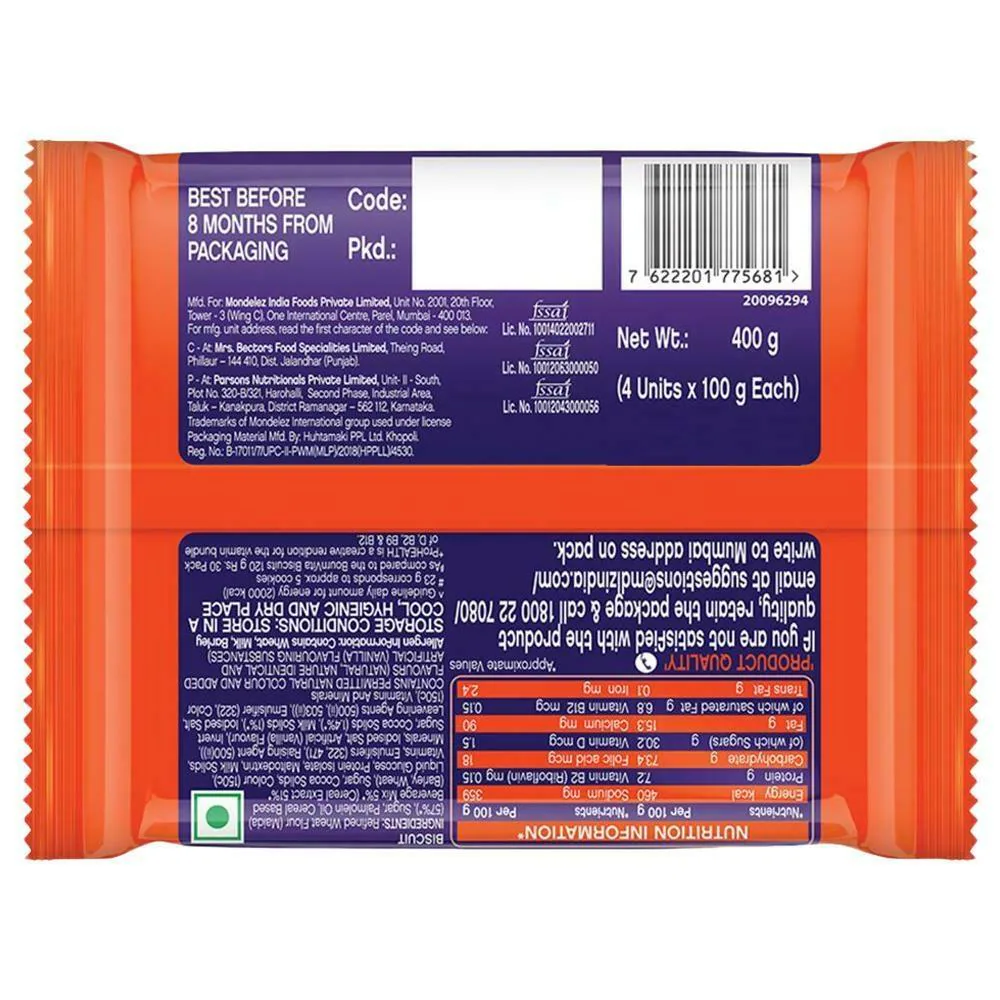 BEST BEFORE
8 MONTHS FROM
PACKAGING
Code:
Pkd.:
7 622201 775681 >
20096294
Mfd. For: Mondelez India Foods Private Limited, Unit No. 2001, 20th Floor,
Tower - 3 (Wing C), One International Centre, Parel, Mumbai - 400 013.
For mfg. unit address, read the first character of the code and see below:
C - At: Mrs. Bectors Food Specialities Limited, Theing Road,
Phillaur – 144 410, Dist. Jalandhar (Punjab).
P - At: Parsons Nutritionals Private Limited, Unit- II - South,
Plot No. 320-B/321, Harohalli, Second Phase, Industrial Area,
Taluk – Kanakpura, District Ramanagar – 562 112, Karnataka.
Trademarks of Mondelez International group used under license
Packaging Material Mfd. By: Huhtamaki PPL Ltd. Khopoli.
Reg. No.: B-17011/7/UPC-II-PWM(MLP)/2018(HPPLL)/4530.
fssai
Lic. No. 10014022002711
fssai
Lic. No. 10012063000050
fssai
Lic. No. 10012043000056
Net Wt.: 400 g
(4 Units x 100 g Each)
NUTRITION INFORMATION*
*Nutrients Per 100 g *Nutrients Per 100 g
Energy kcal 460 Sodium mg 359
Protein g 7.2 Vitamin B2 (Riboflavin) mg 0.15
Carbohydrate g 73.4 Folic acid mcg 18
(of which Sugars) g 30.2 Vitamin D mcg 1.5
Fat g 15.3 Calcium mg 90
of which Saturated Fat g 6.8 Vitamin B12 mcg 0.15
Trans Fat g 0.1 Iron mg 2.4
*Approximate Values
"PRODUCT QUALITY"
If you are not satisfied with the product
quality, retain the package & call 1800 22 7080/
email at suggestions@mdlzindia.com/
write to Mumbai address on pack.
BISCUIT
INGREDIENTS: Refined Wheat Flour (Maida)
(57%*), Sugar, Palmolein Oil, Cereal Based
Beverage Mix 5%* (Cereal Extract 51%*
(Barley, Wheat), Sugar, Cocoa Solids, Colour (150c),
Liquid Glucose, Protein Isolate, Maltodextrin, Milk Solids,
Vitamins, Emulsifiers (322, 471), Raising Agent (500(ii)),
Minerals, Iodised Salt, Artificial (Vanilla) Flavour), Invert
Sugar, Cocoa Solids (1.4%*), Milk Solids (1%*), Iodised Salt,
Leavening Agents (500(ii), 503(ii)), Emulsifier (322), Color
(150c), Vitamins And Minerals
CONTAINS PERMITTED NATURAL COLOUR AND ADDED
FLAVOURS (NATURAL, NATURE IDENTICAL AND
ARTIFICIAL (VANILLA) FLAVOURING SUBSTANCES)
Allergen Information: Contains Wheat, Milk, Barley
STORAGE CONDITIONS: STORE IN A
COOL, HYGIENIC AND DRY PLACE
^ Guideline daily amount for energy (2000 kcal)
# 23 g corresponds to approx 5 cookies
^As compared to the BournVita Biscuits 120 g Rs. 30 Pack
+PROHEALTH is a creative rendition for the vitamin bundle
of D, B2, B9 & B12.